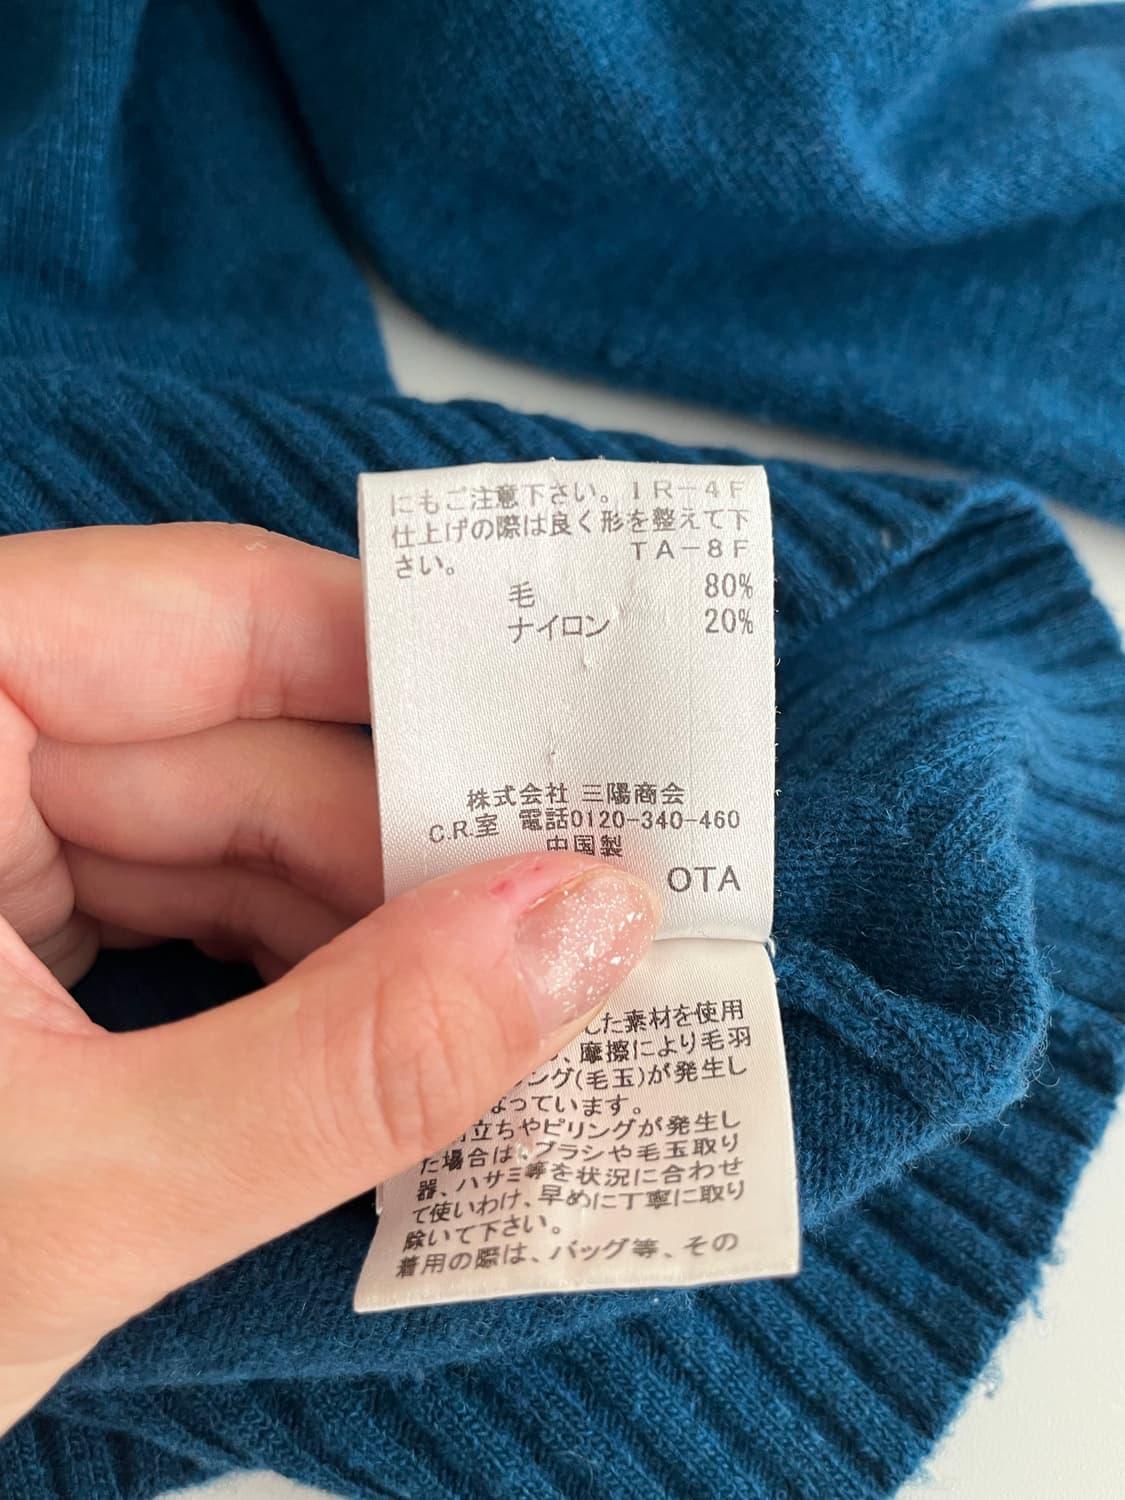 にもご注意下さい。IR-4F
仕上げの際は良く形を整えて下
さい。 TA-8F
毛 80%
ナイロン 20%
株式会社 三陽商会
C.R.室 電話0120-340-460
中国製
OTA
した素材を使用
、摩擦により毛羽
ング(毛玉)が発生し
なっています。
立ちやピリングが発生し
た場合は、ブラシや毛玉取り
器、ハサミ等を状況に合わせ
て使いわけ、早めに丁寧に取り
除いて下さい。
着用の際は、バッグ等、その